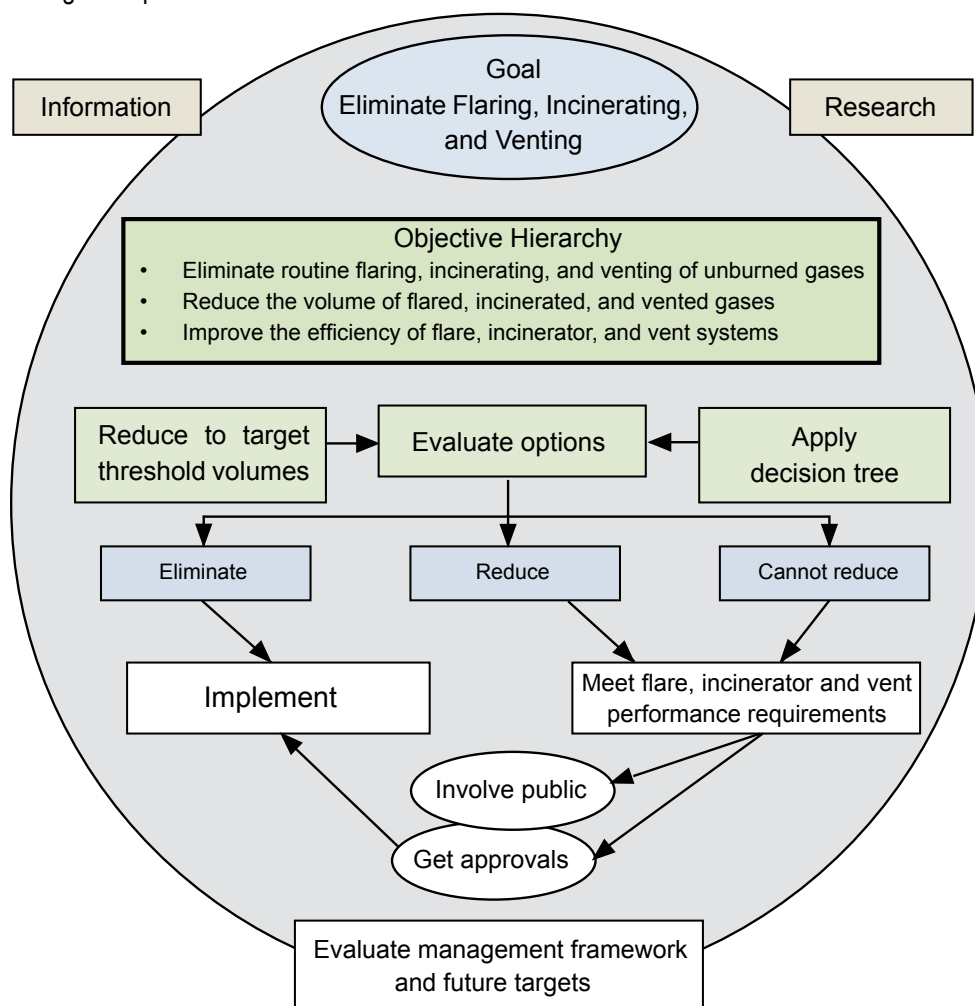 Goal
Eliminate Flaring, Incinerating,
and Venting
Information
Research
Objective Hierarchy
• Eliminate routine flaring, incinerating, and venting of unburned gases
• Reduce the volume of flared, incinerated, and vented gases
• Improve the efficiency of flare, incinerator, and vent systems
Reduce to target
threshold volumes
Evaluate options
Apply
decision tree
Eliminate
Reduce
Cannot reduce
Implement
Meet flare, incinerator and vent
performance requirements
Involve public
Get approvals
Evaluate management framework
and future targets